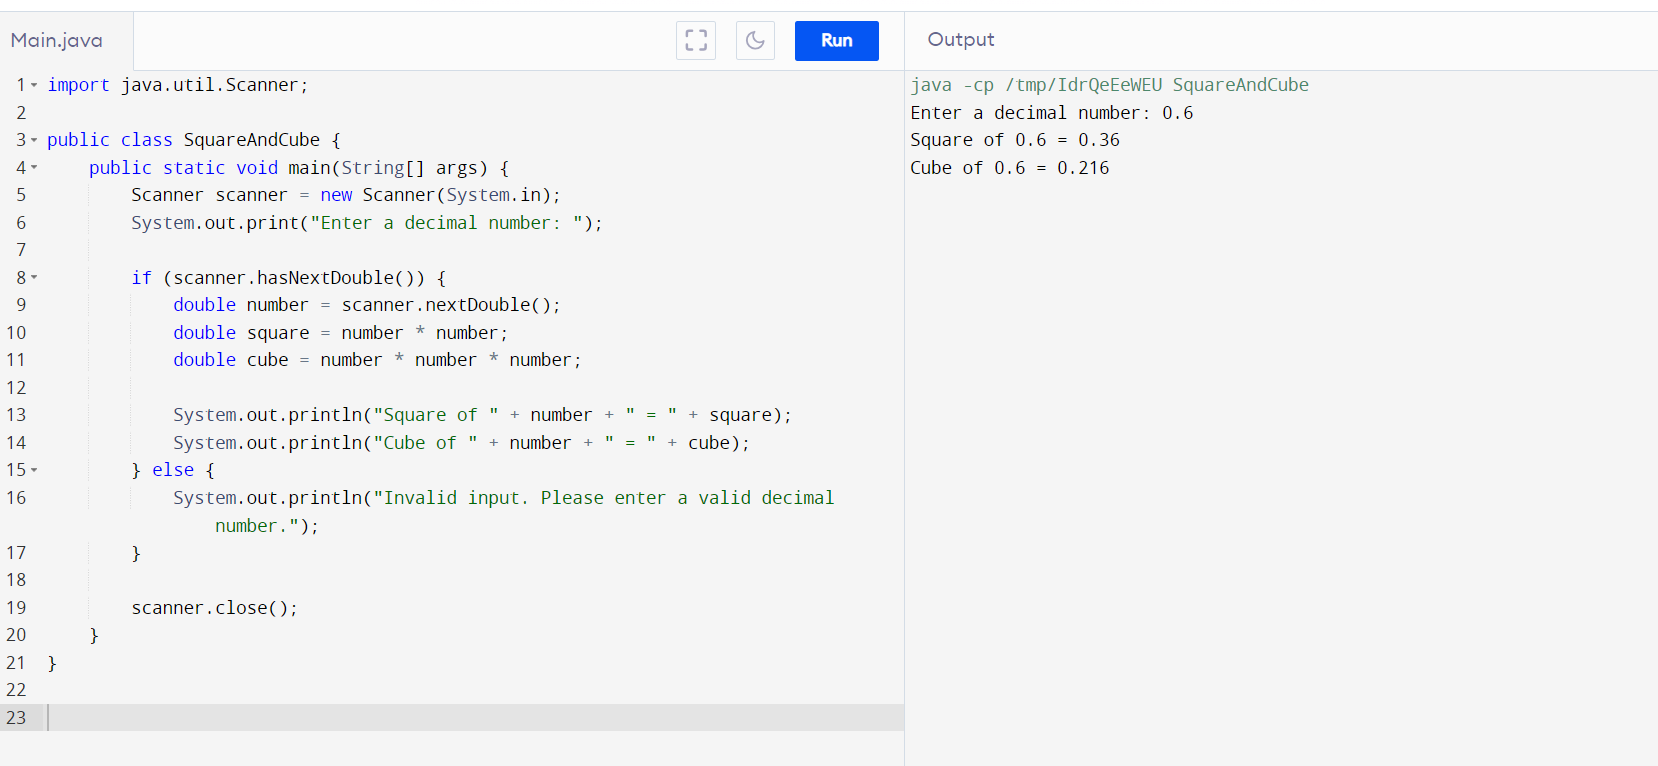 Main.java
Run
Output
1 import java.util.Scanner;
2
3 public class SquareAndCube {
4     public static void main(String[] args) {
5         Scanner scanner = new Scanner(System.in);
6         System.out.print("Enter a decimal number: ");
7
8         if (scanner.hasNextDouble()) {
9             double number = scanner.nextDouble();
10             double square = number * number;
11             double cube = number * number * number;
12
13             System.out.println("Square of " + number + " = " + square);
14             System.out.println("Cube of " + number + " = " + cube);
15         } else {
16             System.out.println("Invalid input. Please enter a valid decimal
                number.");
17         }
18
19         scanner.close();
20     }
21 }
22
23
java -cp /tmp/IdrQeEeWEU SquareAndCube
Enter a decimal number: 0.6
Square of 0.6 = 0.36
Cube of 0.6 = 0.216